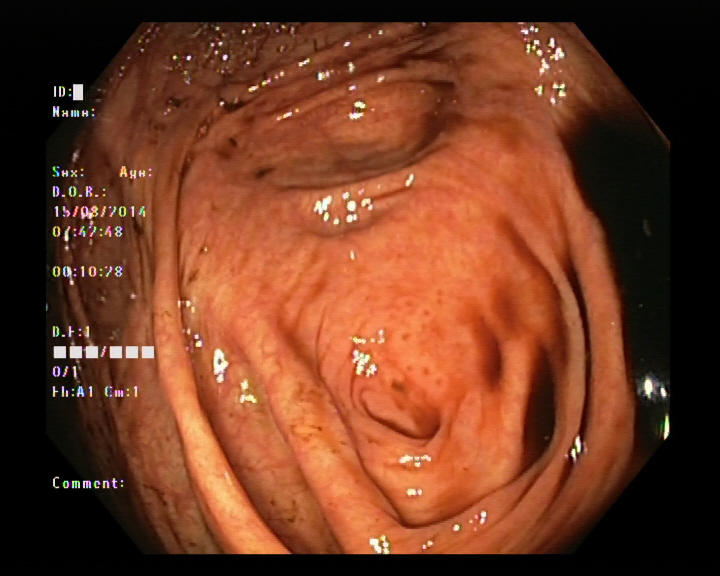 ID:
Name:
Sex: Age:
D.O.B.:
15/08/2014
07:42:48
00:10:28
D.F:1
■■■/■■■
0/1
Eh:A1 Cm:1
Comment: